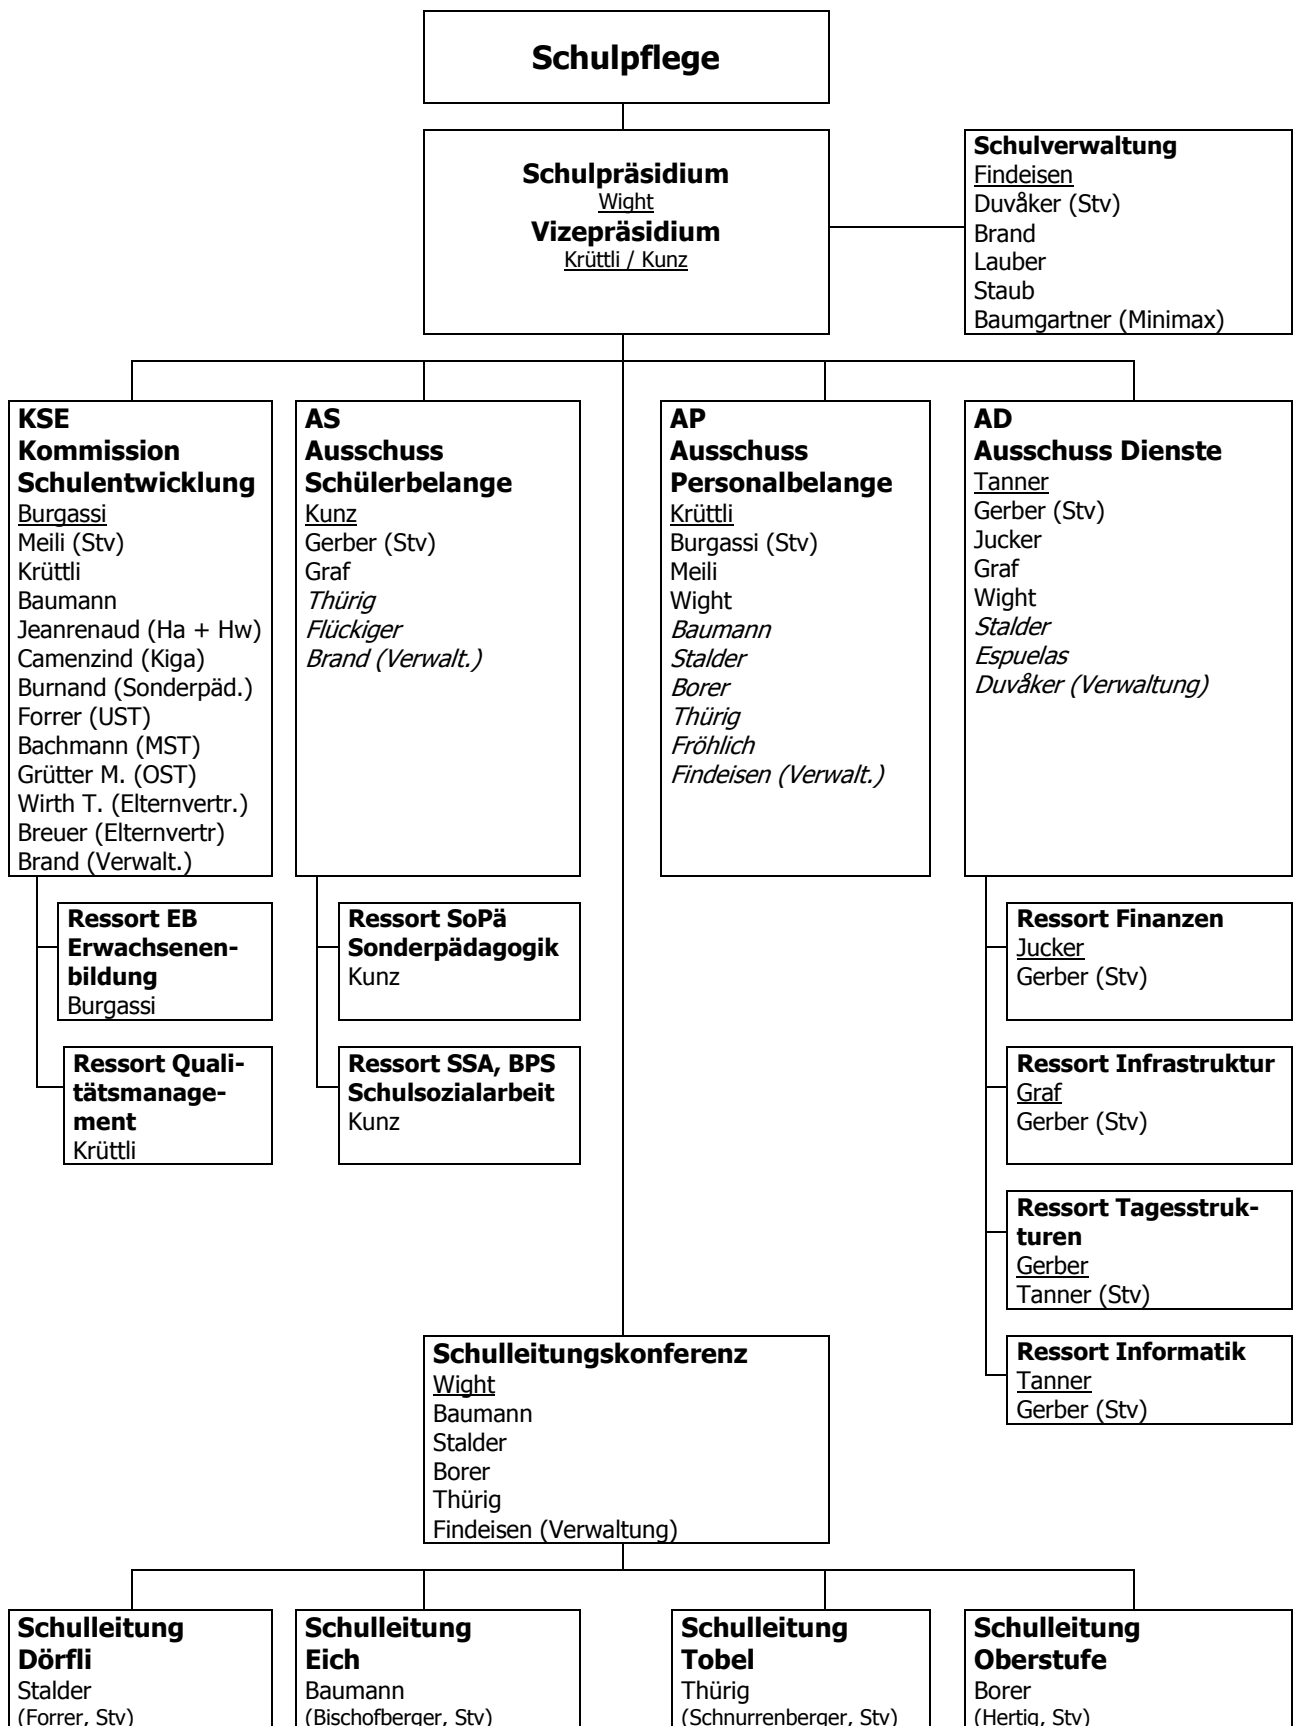 Schulpflege
Schulpräsidium
Wight
Vizepräsidium
Krüttli / Kunz
Schulverwaltung
Findeisen
Duvåker (Stv)
Brand
Lauber
Staub
Baumgartner (Minimax)
KSE
Kommission
Schulentwicklung
Burgassi
Meili (Stv)
Krüttli
Baumann
Jeanrenaud (Ha + Hw)
Camenzind (Kiga)
Burnand (Sonderpäd.)
Forrer (UST)
Bachmann (MST)
Grütter M. (OST)
Wirth T. (Elternvertr.)
Breuer (Elternvertr)
Brand (Verwalt.)
AS
Ausschuss
Schülerbelange
Kunz
Gerber (Stv)
Graf
Thürig
Flückiger
Brand (Verwalt.)
AP
Ausschuss
Personalbelange
Krüttli
Burgassi (Stv)
Meili
Wight
Baumann
Stalder
Borer
Thürig
Fröhlich
Findeisen (Verwalt.)
AD
Ausschuss Dienste
Tanner
Gerber (Stv)
Jucker
Graf
Wight
Stalder
Espuelas
Duvåker (Verwaltung)
Ressort EB
Erwachsenen-
bildung
Burgassi
Ressort Quali-
tätsmanage-
ment
Krüttli
Ressort SoPä
Sonderpädagogik
Kunz
Ressort SSA, BPS
Schulsozialarbeit
Kunz
Ressort Finanzen
Jucker
Gerber (Stv)
Ressort Infrastruktur
Graf
Gerber (Stv)
Ressort Tagesstruk-
turen
Gerber
Tanner (Stv)
Ressort Informatik
Tanner
Gerber (Stv)
Schulleitungskonferenz
Wight
Baumann
Stalder
Borer
Thürig
Findeisen (Verwaltung)
Schulleitung
Dörfli
Stalder
(Forrer, Stv)
Schulleitung
Eich
Baumann
(Bischofberger, Stv)
Schulleitung
Tobel
Thürig
(Schnurrenberger, Stv)
Schulleitung
Oberstufe
Borer
(Hertig, Stv)